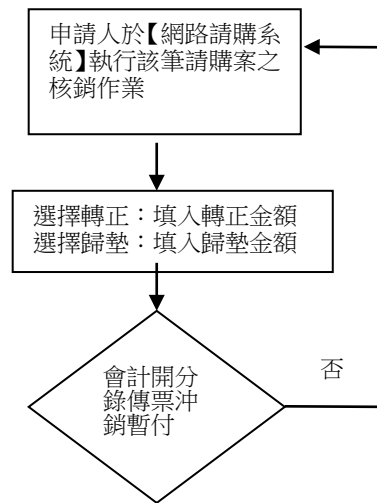 申請人於【網路請購系
統】執行該筆請購案之
核銷作業
選擇轉正：填入轉正金額
選擇歸墊：填入歸墊金額
會計開分
錄傳票沖
銷暫付
否